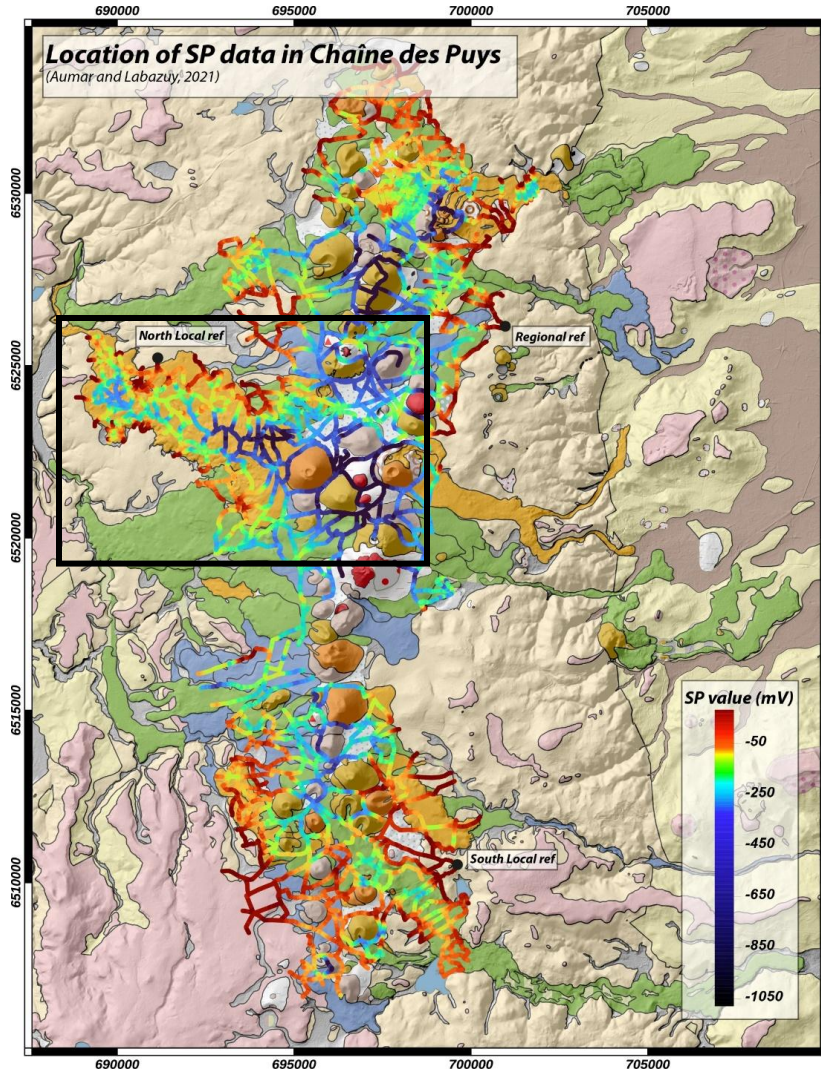 690000 695000 700000 705000
Location of SP data in Chaîne des Puys
(Aumar and Labazuy, 2021)
6530000
North Local ref
Regional ref
6525000
6520000
6515000
SP value (mV)
-50
-250
-450
-650
-850
-1050
South Local ref
6510000
690000 695000 700000 705000